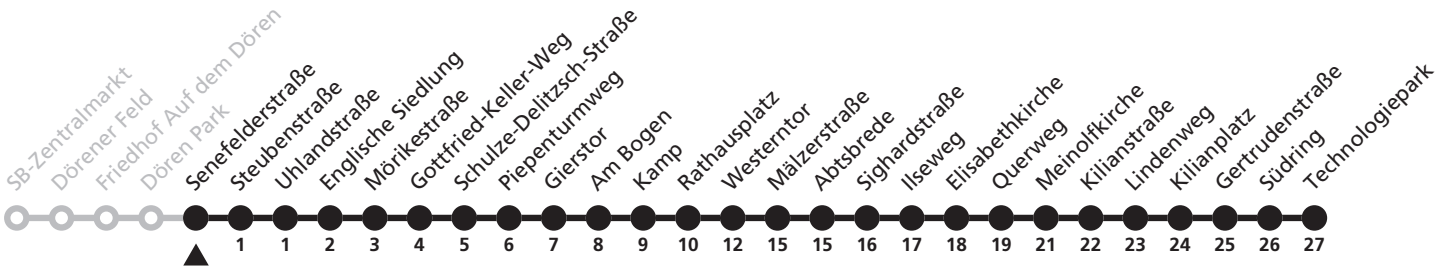 SB-Zentralmarkt
Dörener Feld
Friedhof Auf dem Dören
Dören Park
Senefelderstraße
Steubenstraße
Uhlandstraße
Englische Siedlung
Mörikestraße
Gottfried-Keller-Weg
Schulze-Delitzsch-Straße
Piepenturmweg
Gierstor
Am Bogen
Kamp
Rathausplatz
Westerntor
Mälzerstraße
Abtsbrede
Sighardstraße
Ilseweg
Elisabethkirche
Querweg
Meinolfkirche
Kilianstraße
Lindenweg
Kilianplatz
Gertrudenstraße
Südring
Technologiepark
1 1 2 3 4 5 6 7 8 9 10 12 15 15 16 17 18 19 21 22 23 24 25 26 27